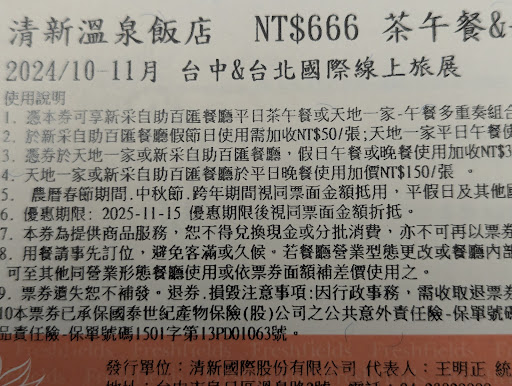 清新溫泉飯店 NT$666 茶午餐&
2024/10-11月 台中&台北國際線上旅展
使用說明
1. 憑本券可享新采自助百匯餐廳平日茶午餐或天地一家-午餐多重奏組合
2. 於新采自助百匯餐廳假節日使用需加收NT$50/張;天地一家平日午餐使
3. 憑券於天地一家或新采自助百匯餐廳，假日午餐或晚餐使用加收NT$3
4. 天地一家或新采自助百匯餐廳於平日晚餐使用加價NT$150/張 。
5. 農曆春節期間.中秋節.跨年期間視同票面金額抵用，平假日及其他國
6. 優惠期限: 2025-11-15 優惠期限後視同票面金額折抵。
7. 本券為提供商品服務，您不得兌換現金或分批消費，亦不可再以票券
8. 用餐請事先訂位，避免客滿或久候。若餐廳營業型態更改或餐廳內部
可至其他同營業形態餐廳使用或依票券面額補差價使用之。
9. 票券遺失恕不補發。退券.損毀注意事項:因行政事務，需收取退票券
10本票券已承保國泰世紀產物保險(股)公司之公共意外責任險-保單號碼
品責任險-保單號碼1501字第13PD01063號。
發行單位：清新國際股份有限公司 代表人：王明正 統